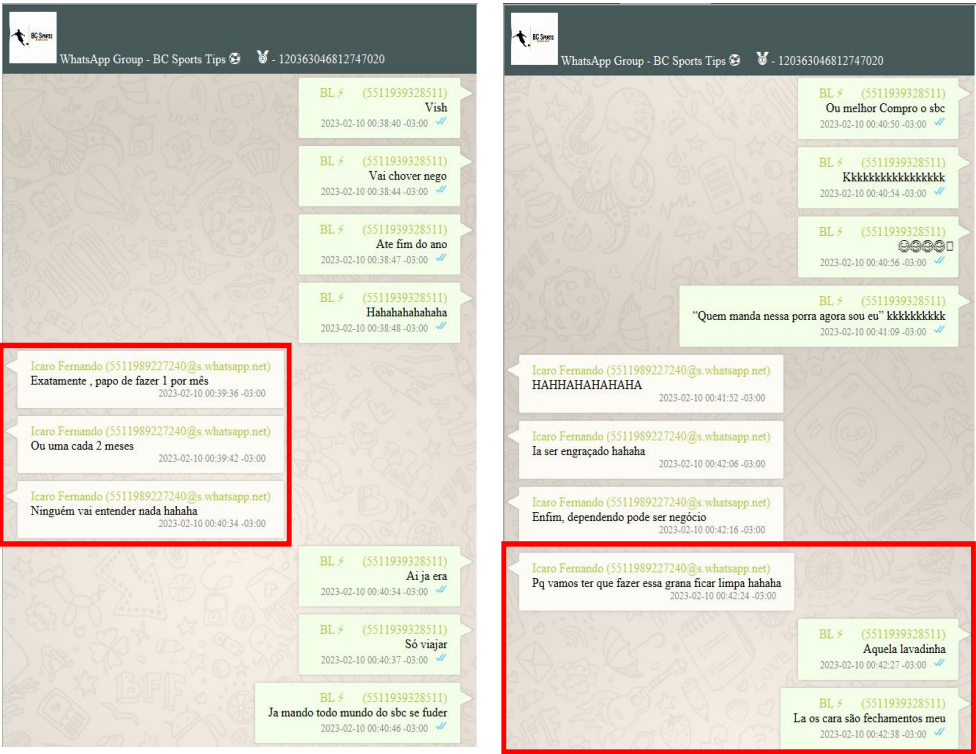 BC Sports
WhatsApp Group - BC Sports Tips ⚽ 🏅 - 120363046812747020
BL⚡ (5511939328511)
Vish
2023-02-10 00:38:40 -03:00
BL⚡ (5511939328511)
Vai chover nego
2023-02-10 00:38:44 -03:00
BL⚡ (5511939328511)
Ate fim do ano
2023-02-10 00:38:47 -03:00
BL⚡ (5511939328511)
Hahahahahahaha
2023-02-10 00:38:48 -03:00
Icaro Fernando (5511989227240@s.whatsapp.net)
Exatamente , papo de fazer 1 por mês
2023-02-10 00:39:36 -03:00
Icaro Fernando (5511989227240@s.whatsapp.net)
Ou uma cada 2 meses
2023-02-10 00:39:42 -03:00
Icaro Fernando (5511989227240@s.whatsapp.net)
Ninguém vai entender nada hahaha
2023-02-10 00:40:34 -03:00
BL⚡ (5511939328511)
Ai ja era
2023-02-10 00:40:34 -03:00
BL⚡ (5511939328511)
Só viajar
2023-02-10 00:40:37 -03:00
BL⚡ (5511939328511)
Ja mando todo mundo do sbc se fuder
2023-02-10 00:40:46 -03:00
BC Sports
WhatsApp Group - BC Sports Tips ⚽ 🏅 - 120363046812747020
BL⚡ (5511939328511)
Ou melhor Compro o sbc
2023-02-10 00:40:50 -03:00
BL⚡ (5511939328511)
Kkkkkkkkkkkkkkkkk
2023-02-10 00:40:54 -03:00
BL⚡ (5511939328511)
2023-02-10 00:40:56 -03:00
BL⚡ (5511939328511)
“Quem manda nessa porra agora sou eu” kkkkkkkkkk
2023-02-10 00:41:09 -03:00
Icaro Fernando (5511989227240@s.whatsapp.net)
HAHHAHAHAHAHA
2023-02-10 00:41:52 -03:00
Icaro Fernando (5511989227240@s.whatsapp.net)
Ia ser engraçado hahaha
2023-02-10 00:42:06 -03:00
Icaro Fernando (5511989227240@s.whatsapp.net)
Enfim, dependendo pode ser negócio
2023-02-10 00:42:16 -03:00
Icaro Fernando (5511989227240@s.whatsapp.net)
Pq vamos ter que fazer essa grana ficar limpa hahaha
2023-02-10 00:42:24 -03:00
BL⚡ (5511939328511)
Aquela lavadinha
2023-02-10 00:42:27 -03:00
BL⚡ (5511939328511)
La os cara são fechamentos meu
2023-02-10 00:42:38 -03:00